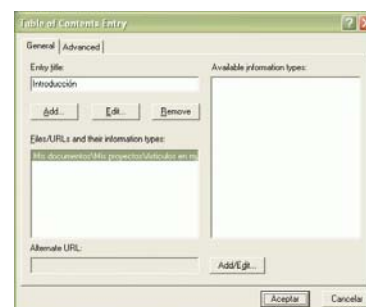 Table of Contents Entry
General
Advanced
Entry title:
Introducción
Add...
Edit...
Remove
Files/URLs and their information types:
Mis documentos\Mis proyectos\Artículos en
Alternate URL:
Available information types:
Add/Edit...
Aceptar
Cancelar